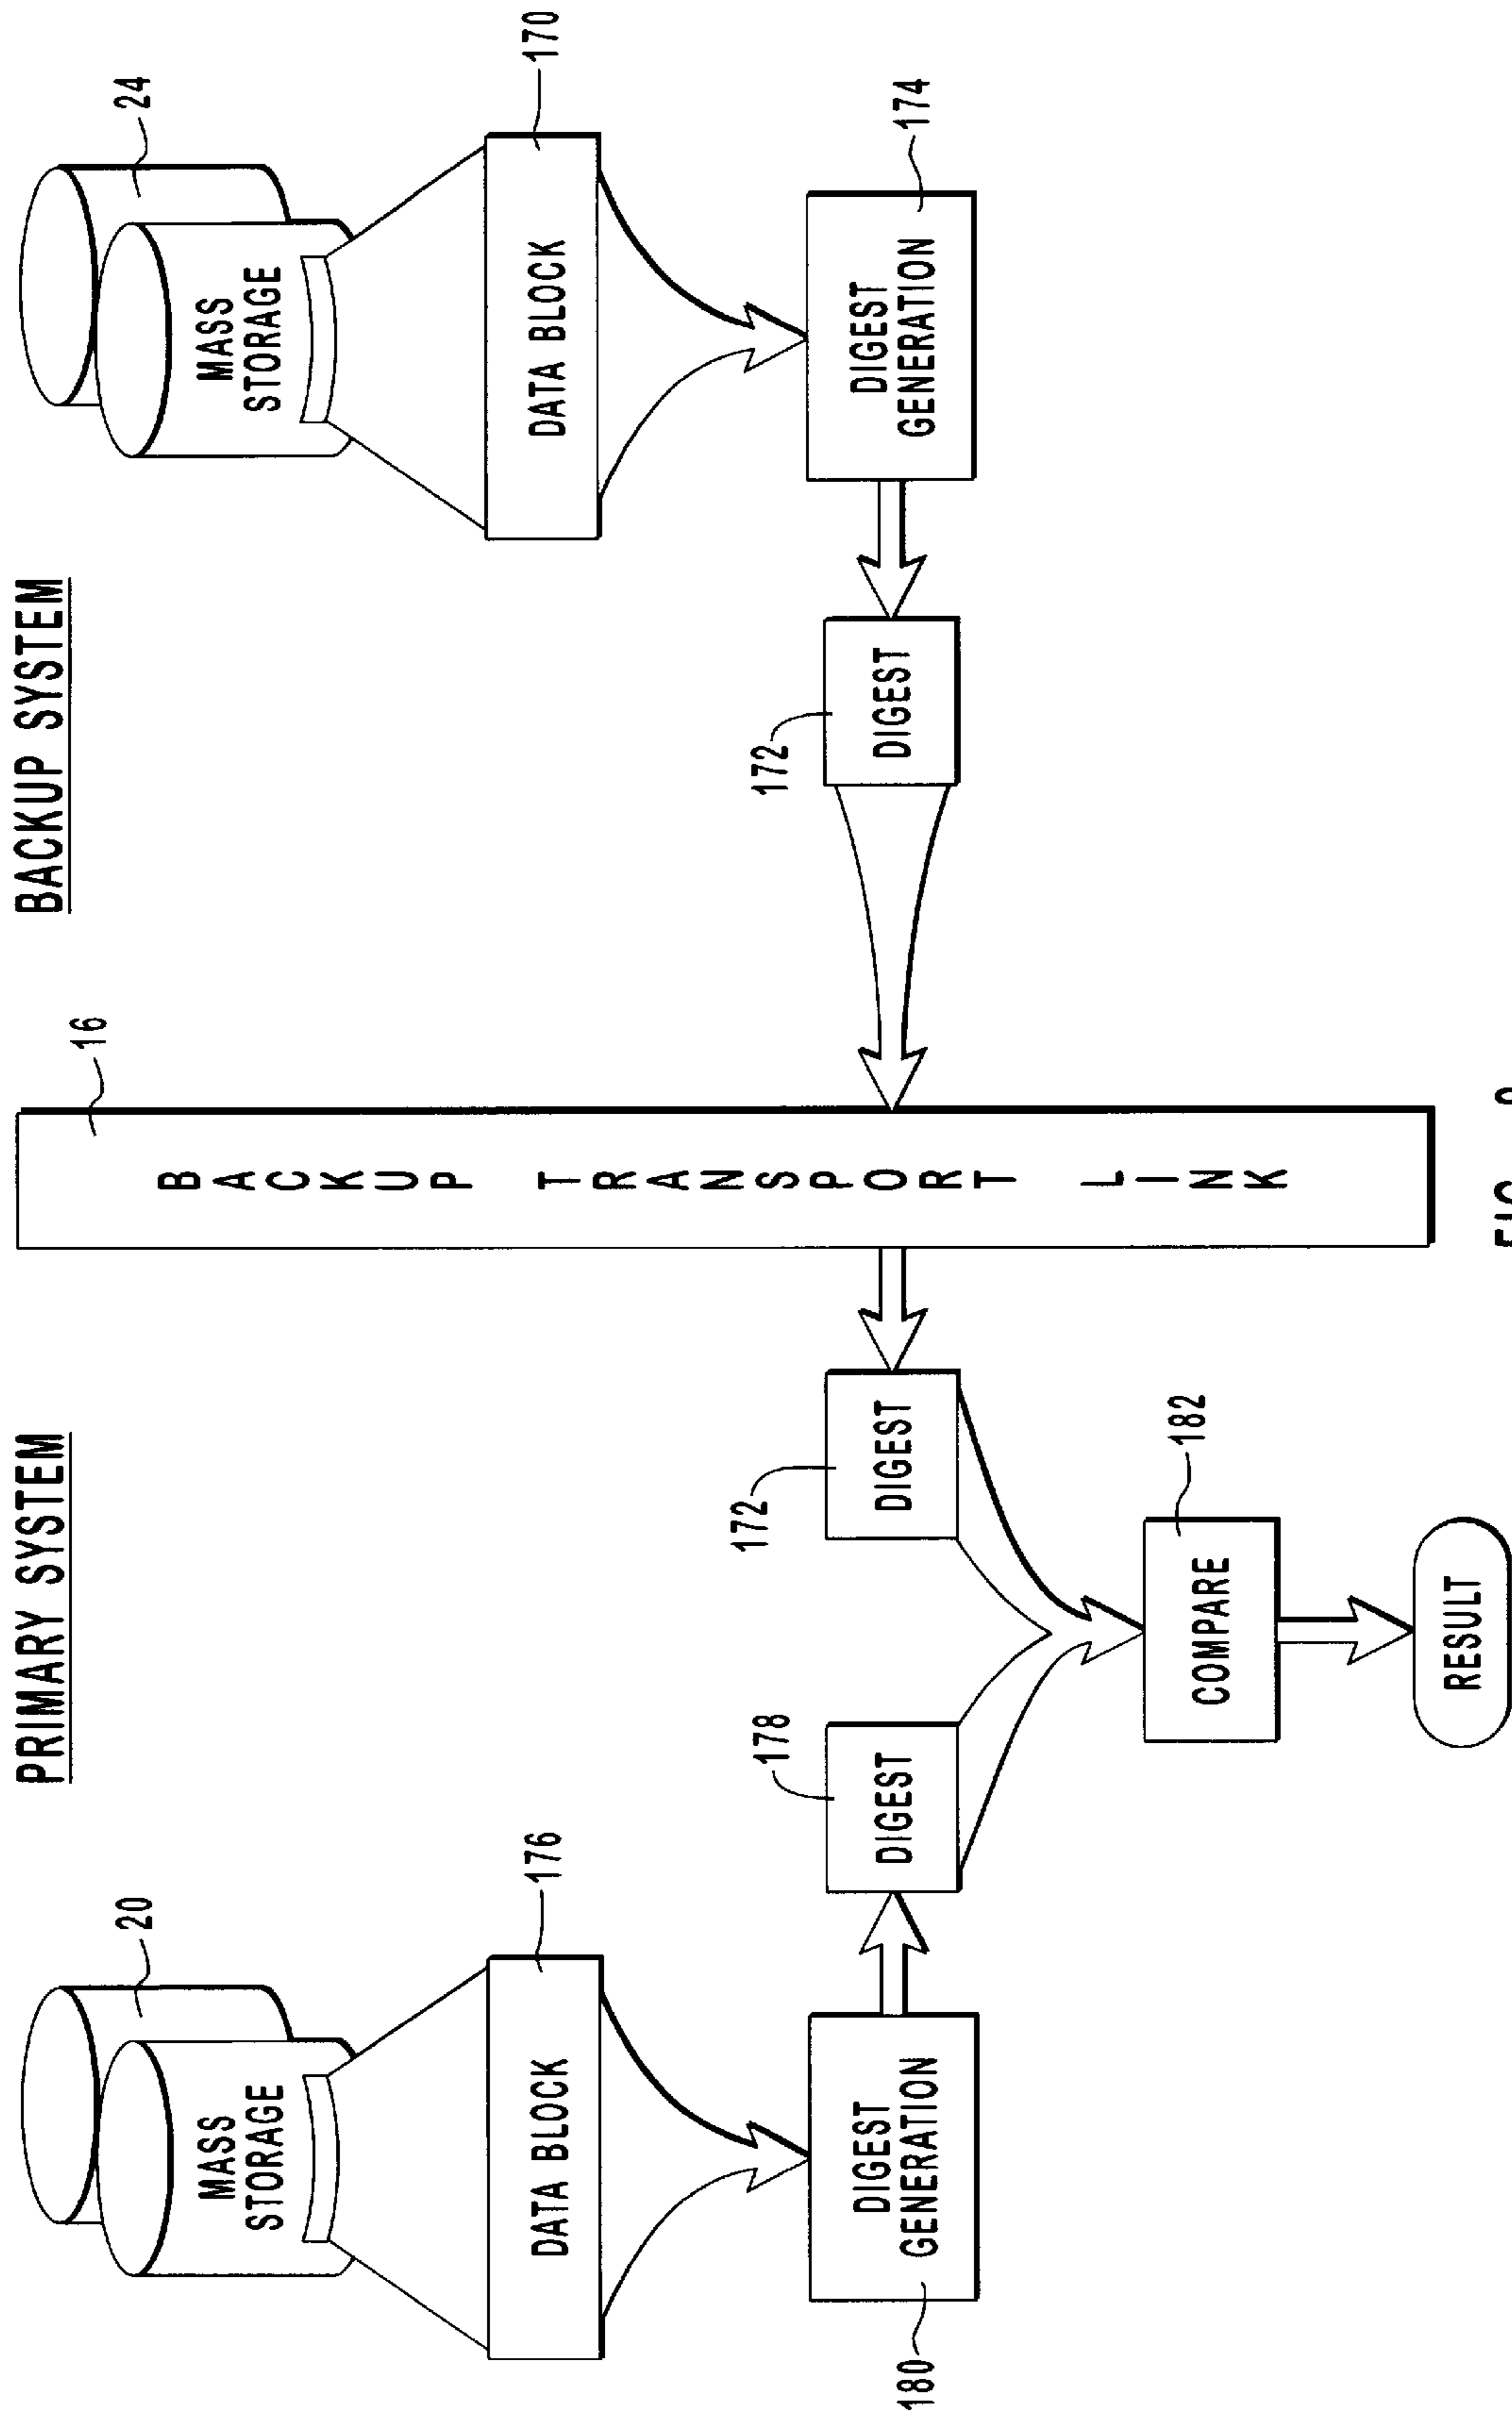 PRIMARY SYSTEM
BACKUP SYSTEM
20
MASS
STORAGE
176
DATA BLOCK
180
DIGEST
GENERATION
178
DIGEST
172
DIGEST
182
COMPARE
RESULT
16
BACKUP TRANSPORT LINK
24
MASS
STORAGE
170
DATA BLOCK
174
DIGEST
GENERATION
172
DIGEST
FIG.